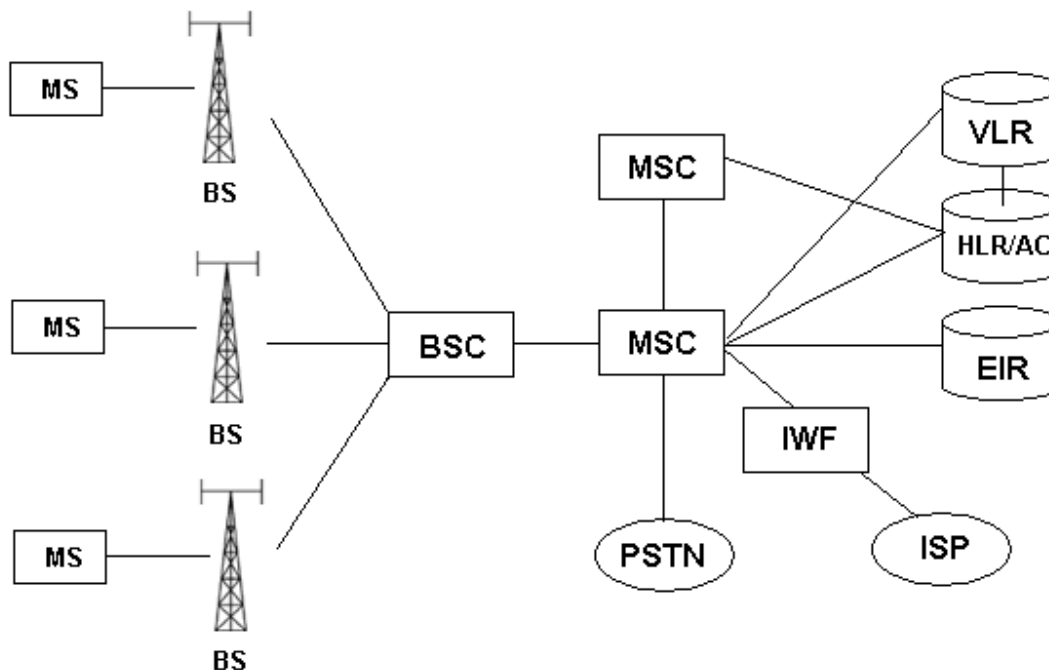 MS
BS
VLR
MSC
HLR/AC
MS
BS
BSC
MSC
EIR
IWF
MS
BS
PSTN
ISP